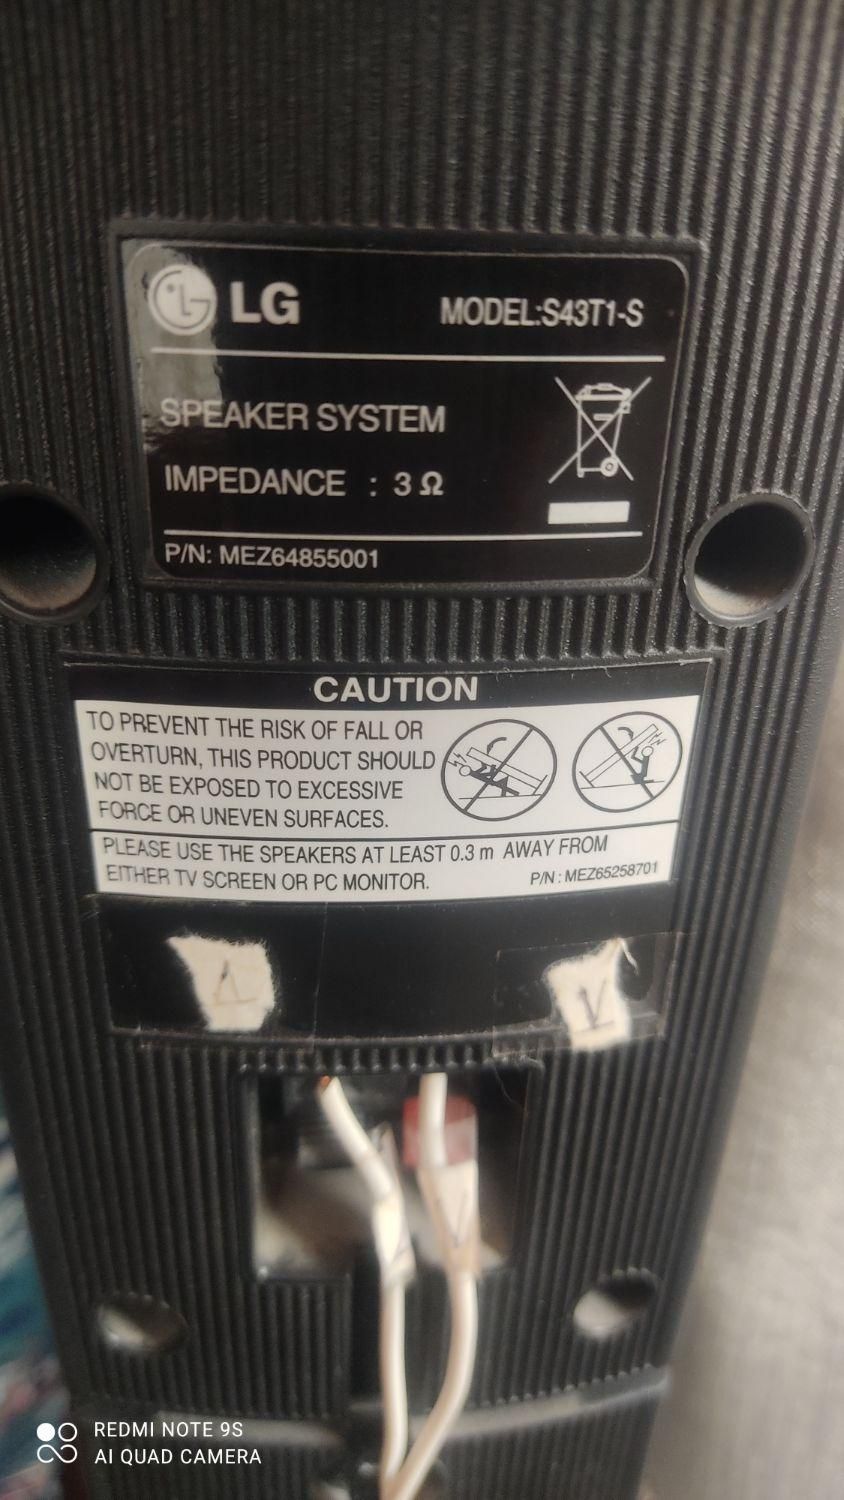 LG
MODEL:S43T1-S
SPEAKER SYSTEM
IMPEDANCE : 3 Ω
P/N: MEZ64855001
CAUTION
TO PREVENT THE RISK OF FALL OR
OVERTURN, THIS PRODUCT SHOULD
NOT BE EXPOSED TO EXCESSIVE
FORCE OR UNEVEN SURFACES.
PLEASE USE THE SPEAKERS AT LEAST 0.3 m AWAY FROM
EITHER TV SCREEN OR PC MONITOR.
P/N : MEZ65258701
REDMI NOTE 9S
AI QUAD CAMERA